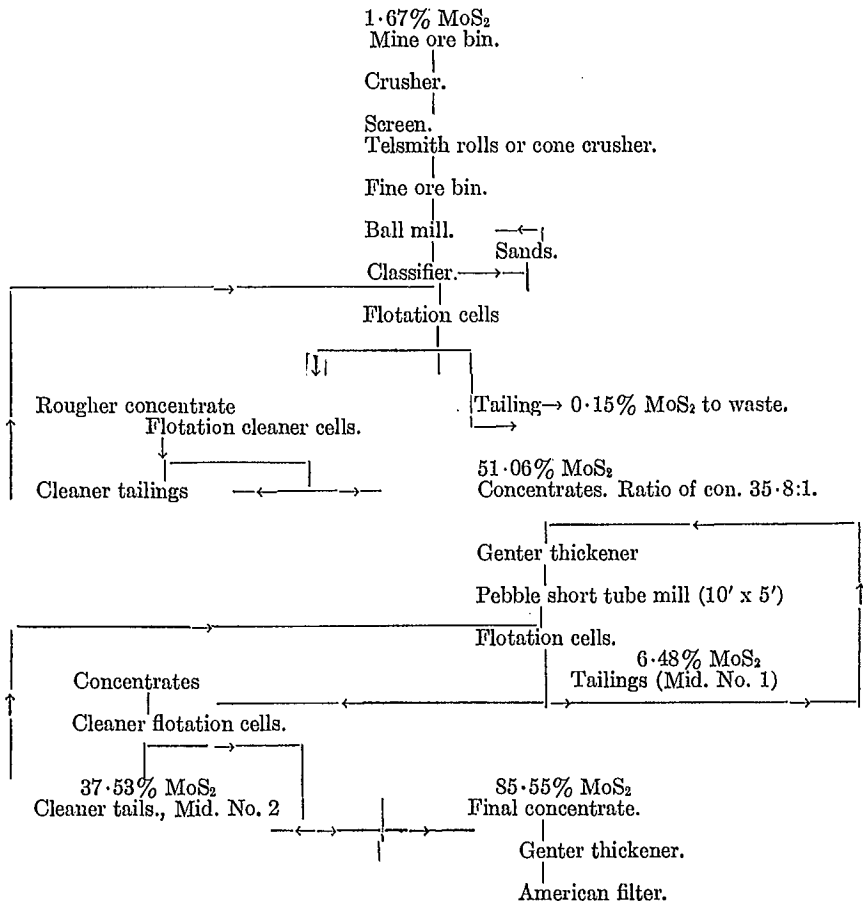 1·67% MoS₂
Mine ore bin.
Crusher.
Screen.
Telsmith rolls or cone crusher.
Fine ore bin.
Ball mill.
Sands.
Classifier.
Flotation cells
Rougher concentrate
Flotation cleaner cells.
Tailing→ 0·15% MoS₂ to waste.
Cleaner tailings
51·06% MoS₂
Concentrates. Ratio of con. 35·8:1.
Genter thickener
Pebble short tube mill (10′ x 5′)
Flotation cells.
6·48% MoS₂
Tailings (Mid. No. 1)
Concentrates
Cleaner flotation cells.
37·53% MoS₂
Cleaner tails., Mid. No. 2
85·55% MoS₂
Final concentrate.
Genter thickener.
American filter.